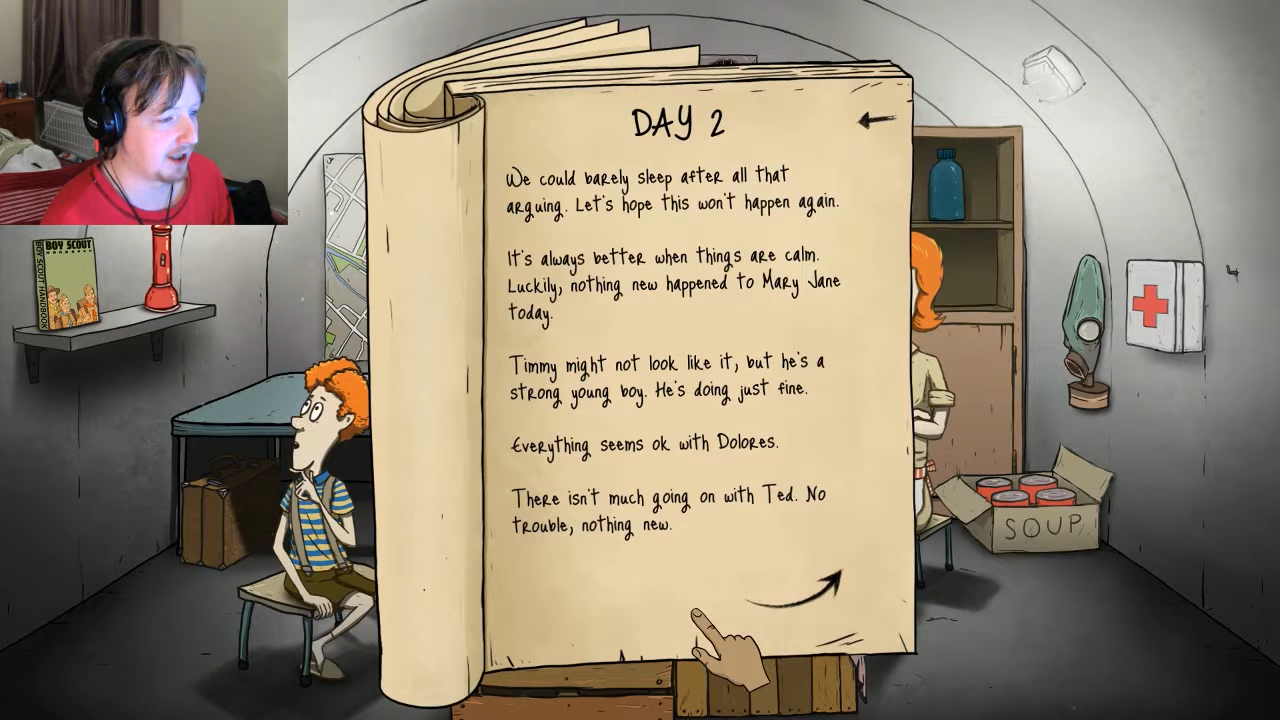 DAY 2
We could barely sleep after all that
arguing. Let's hope this won't happen again.
It's always better when things are calm.
Luckily, nothing new happened to Mary Jane
today.
Timmy might not look like it, but he's a
strong young boy. He's doing just fine.
Everything seems ok with Dolores.
There isn't much going on with Ted. No
trouble, nothing new.
BOY SCOUT
HANDBOOK
BOY SCOUT HANDBOOK
SOUP